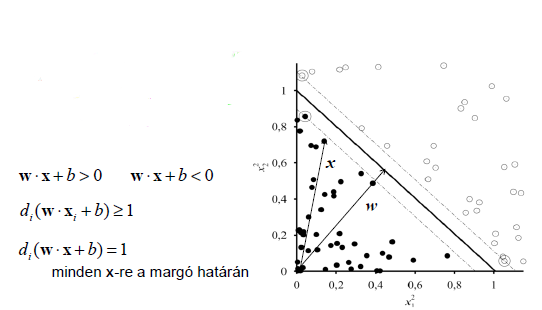 w·x+b>0 w·x+b<0
dᵢ(w·xᵢ+b)≥1
dᵢ(w·x+b)=1
minden x-re a margó határán
1
0,8
0,6
0,4
0,2
0
x₂²
x
w
0 0,2 0,4 0,6 0,8 1
x₁²